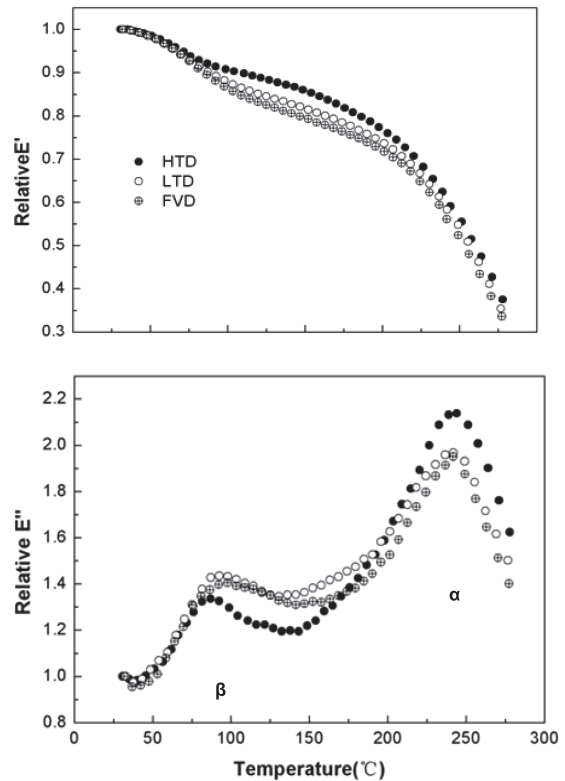 1.0
0.9
0.8
0.7
0.6
0.5
0.4
0.3
RelativeE'
HTD
LTD
FVD
2.2
2.0
1.8
1.6
1.4
1.2
1.0
0.8
Relative E"
α
β
0 50 100 150 200 250 300
Temperature(℃)